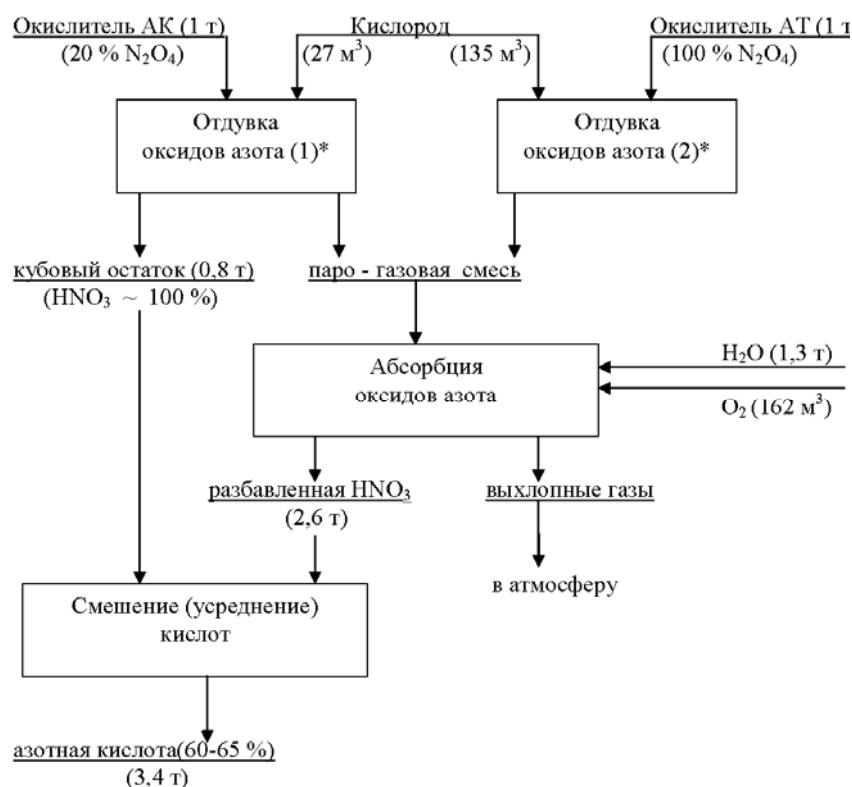 Окислитель АК (1 т)
(20 % N₂O₄)
Кислород
(27 м³)
(135 м³)
Окислитель АТ (1 т
(100 % N₂O₄)
Отдувка
оксидов азота (1)*
Отдувка
оксидов азота (2)*
кубовый остаток (0,8 т)
(HNO₃ ~ 100 %)
паро - газовая смесь
Абсорбция
оксидов азота
H₂O (1,3 т)
O₂ (162 м³)
разбавленная HNO₃
(2,6 т)
выхлопные газы
в атмосферу
Смешение (усреднение)
кислот
азотная кислота(60-65 %)
(3,4 т)